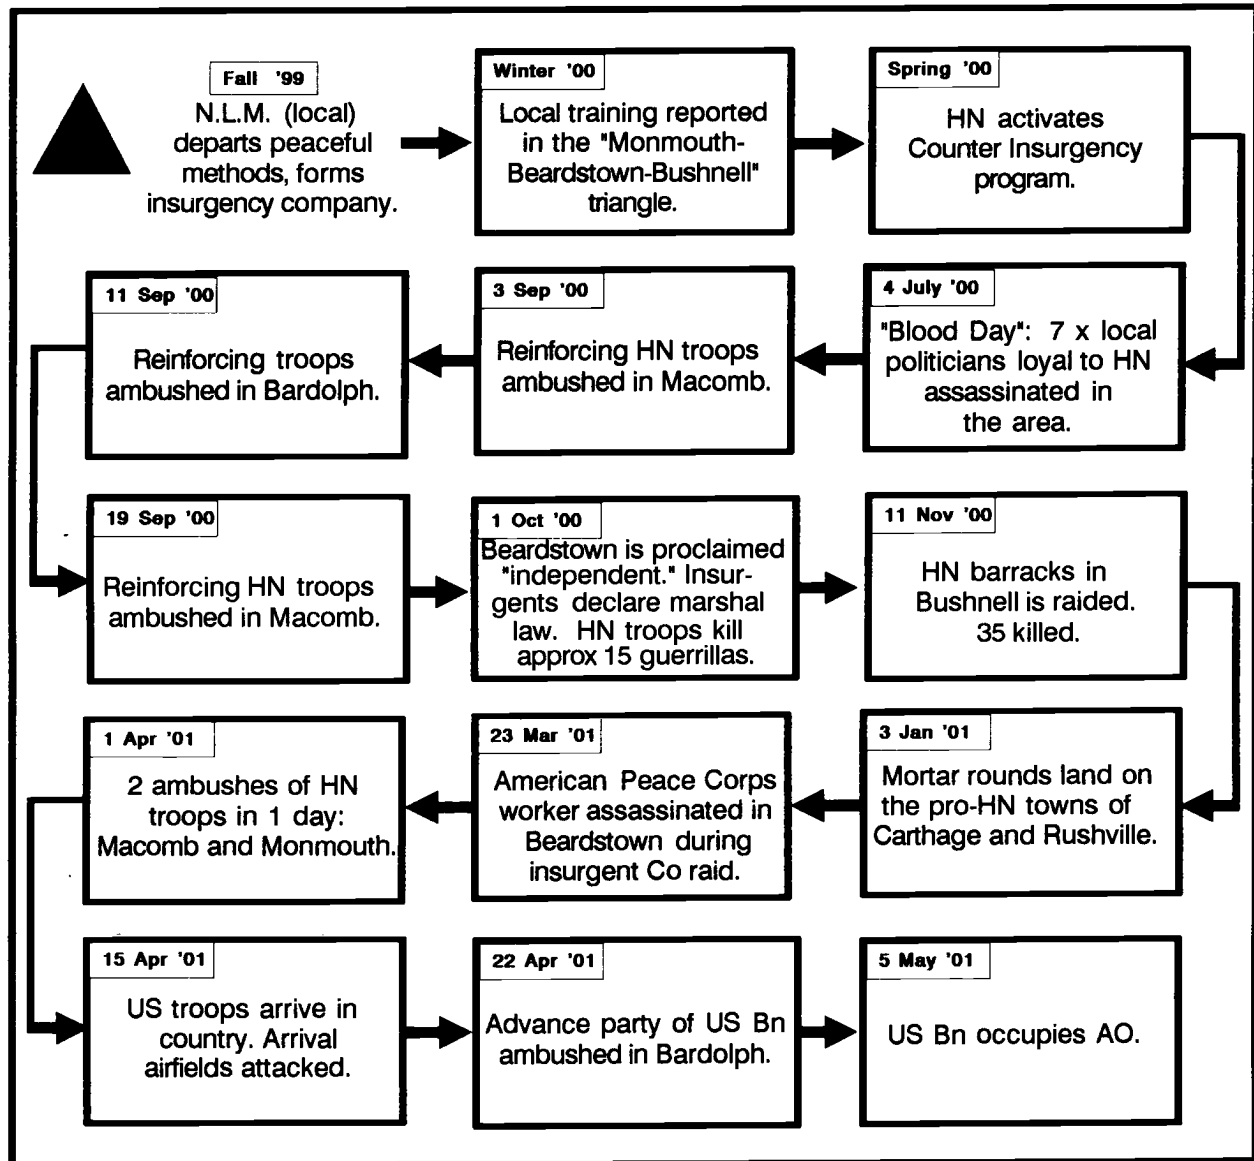 Fall '99
N.L.M. (local)
departs peaceful
methods, forms
insurgency company.
Winter '00
Local training reported
in the "Monmouth-
Beardstown-Bushnell"
triangle.
Spring '00
HN activates
Counter Insurgency
program.
4 July '00
"Blood Day": 7 x local
politicians loyal to HN
assassinated in
the area.
3 Sep '00
Reinforcing HN troops
ambushed in Macomb.
11 Sep '00
Reinforcing troops
ambushed in Bardolph.
19 Sep '00
Reinforcing HN troops
ambushed in Macomb.
1 Oct '00
Beardstown is proclaimed
"independent." Insur-
gents declare marshal
law. HN troops kill
approx 15 guerrillas.
11 Nov '00
HN barracks in
Bushnell is raided.
35 killed.
3 Jan '01
Mortar rounds land on
the pro-HN towns of
Carthage and Rushville.
23 Mar '01
American Peace Corps
worker assassinated in
Beardstown during
insurgent Co raid.
1 Apr '01
2 ambushes of HN
troops in 1 day:
Macomb and Monmouth.
15 Apr '01
US troops arrive in
country. Arrival
airfields attacked.
22 Apr '01
Advance party of US Bn
ambushed in Bardolph.
5 May '01
US Bn occupies AO.